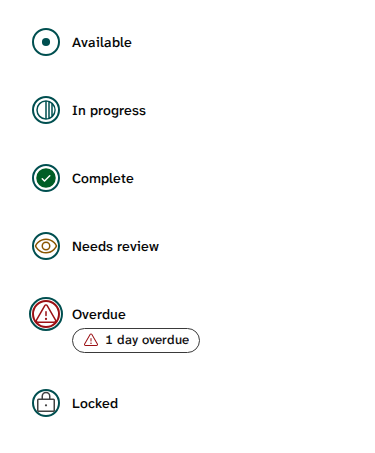 Available
In progress
Complete
Needs review
Overdue
1 day overdue
Locked